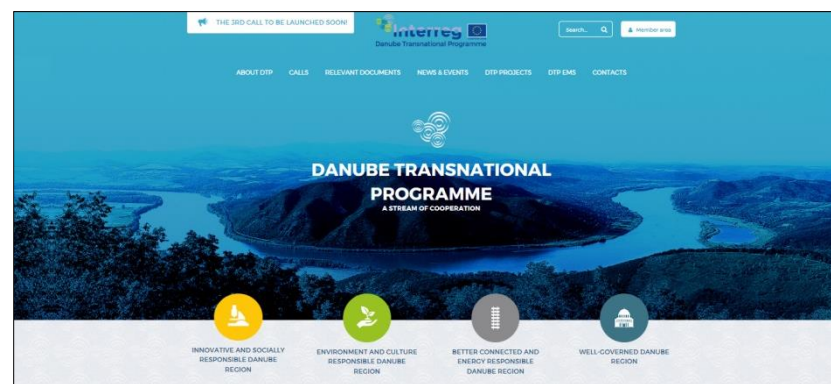 THE 3RD CALL TO BE LAUNCHED SOON!
Interreg
Danube Transnational Programme
Search...
Member area
ABOUT DTP CALLS RELEVANT DOCUMENTS NEWS & EVENTS DTP PROJECTS DTP EMS CONTACTS
DANUBE TRANSNATIONAL
PROGRAMME
A STREAM OF COOPERATION
INNOVATIVE AND SOCIALLY
RESPONSIBLE DANUBE
REGION
ENVIRONMENT AND CULTURE
RESPONSIBLE DANUBE
REGION
BETTER CONNECTED AND
ENERGY RESPONSIBLE
DANUBE REGION
WELL-GOVERNED DANUBE
REGION